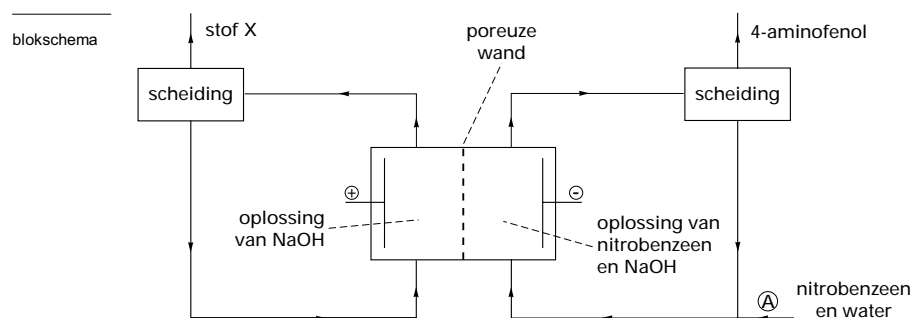 blokschema
stof X
poreuze
wand
4-aminofenol
scheiding
scheiding
+
-
oplossing
van NaOH
oplossing van
nitrobenzeen
en NaOH
A
nitrobenzeen
en water